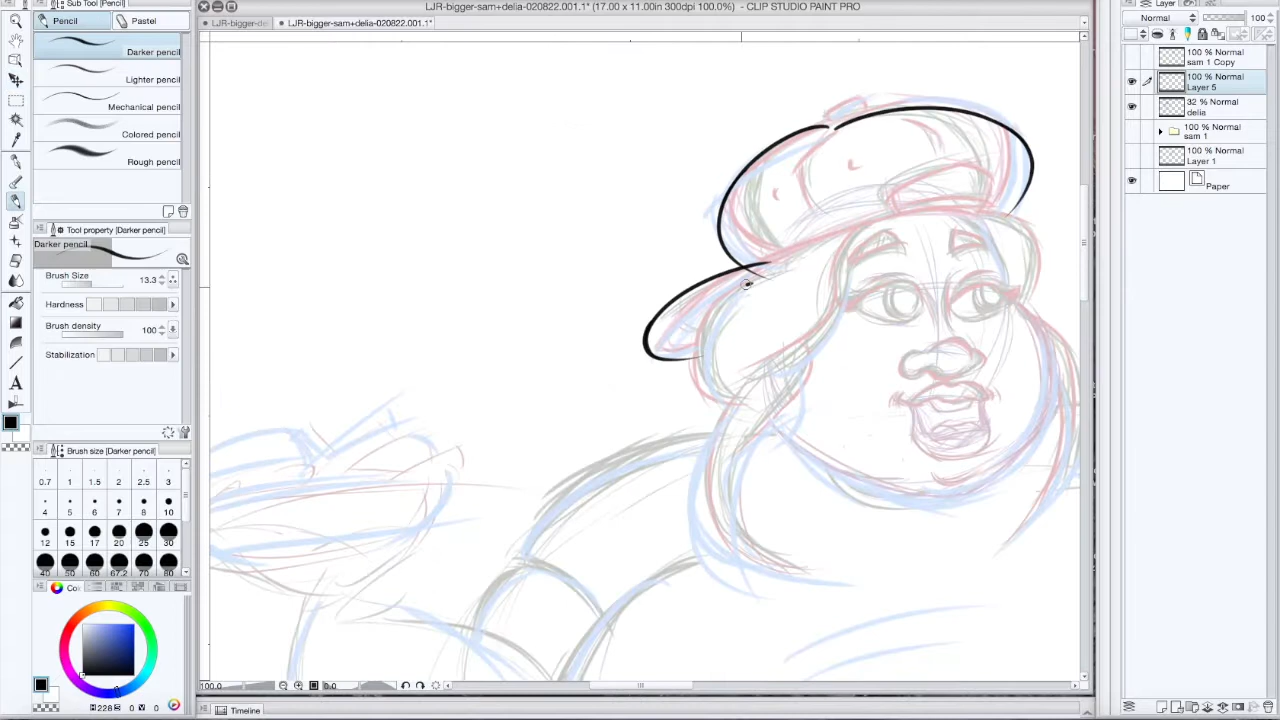 LJR-bigger-sam+delia-020822.001.1* (17.00 x 11.00in 300dpi 100.0%) - CLIP STUDIO PAINT PRO
Sub Tool [Pencil]
Pencil
Pastel
LJR-bigger-de
LJR-bigger-sam+delia-020822.001.1*
Darker pencil
Lighter pencil
Mechanical pencil
Colored pencil
Rough pencil
Tool property [Darker pencil]
Darker pencil
Brush Size
13.3
Hardness
Brush density
100
Stabilization
Brush size [Darker pencil]
0.7 1 1.5 2 2.5 3
4 5 6 7 8 10
12 15 17 20 25 30
40 50 60 67.2 70 80
Co
H 228 S 0 V 0
100.0
0.0
Timeline
Layer
Normal
100
100 % Normal
sam 1 Copy
100 % Normal
Layer 5
32 % Normal
delia
100 % Normal
sam 1
100 % Normal
Layer 1
Paper